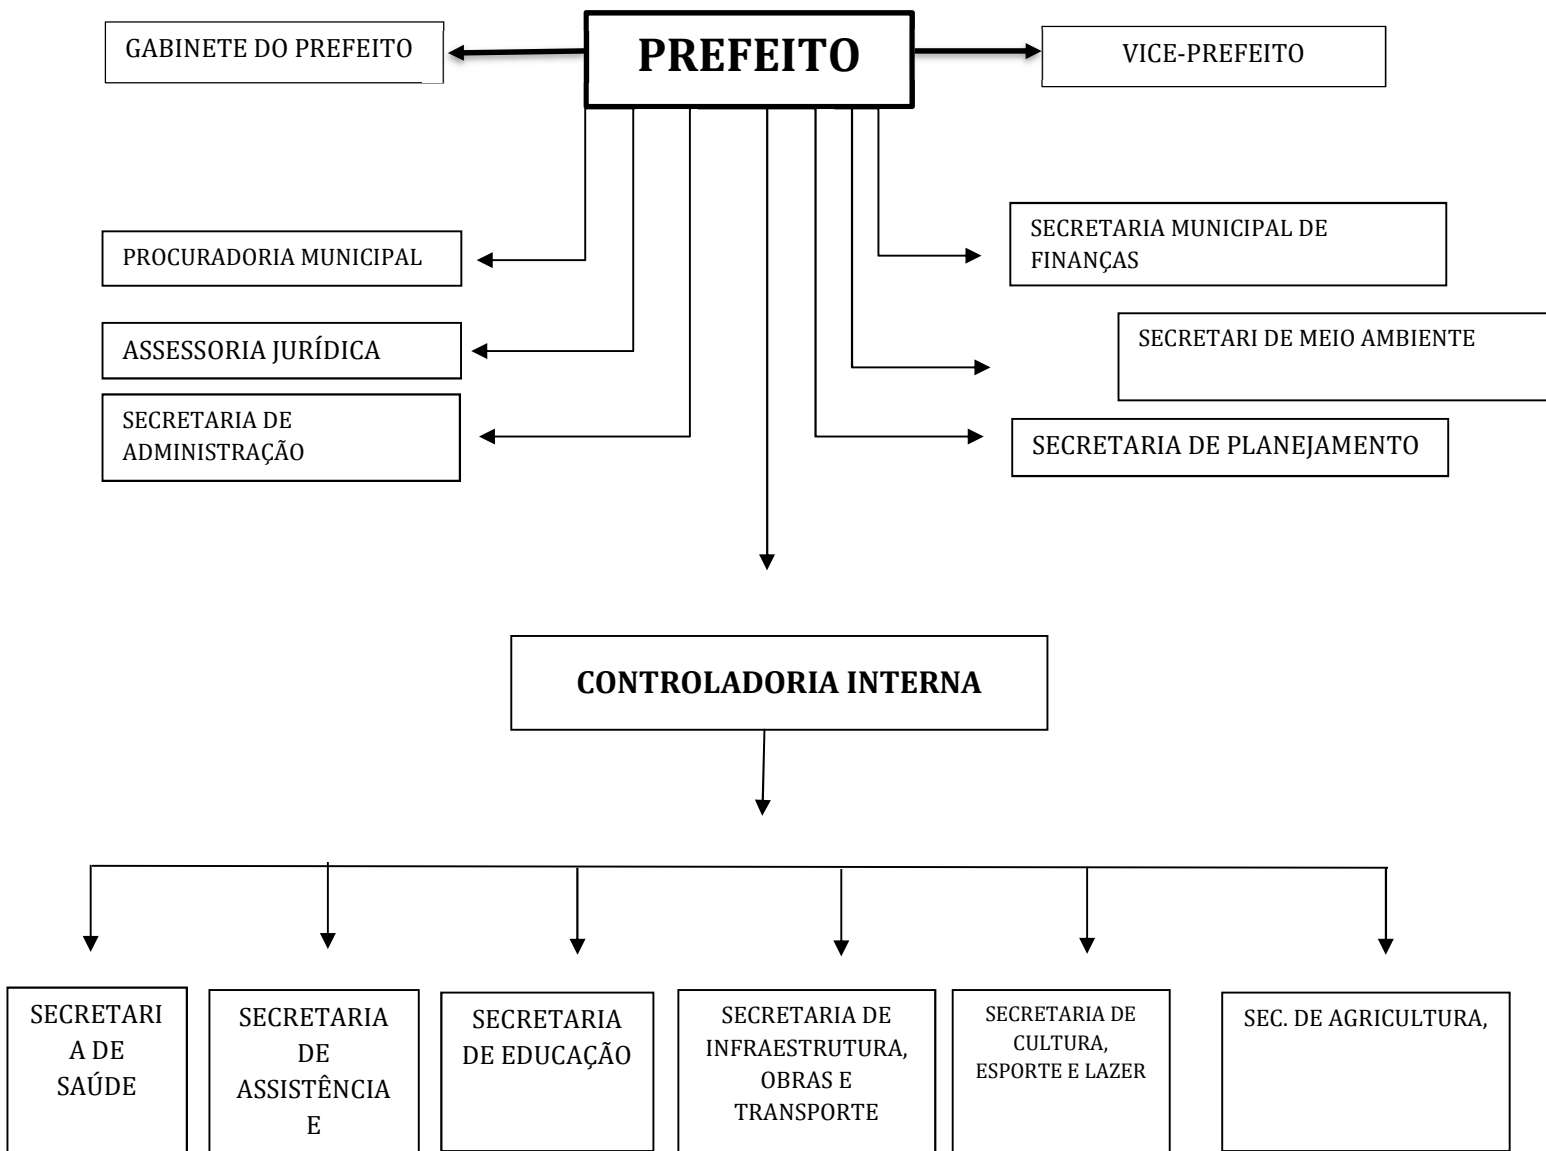 GABINETE DO PREFEITO
PREFEITO
VICE-PREFEITO
PROCURADORIA MUNICIPAL
SECRETARIA MUNICIPAL DE
FINANÇAS
ASSESSORIA JURÍDICA
SECRETARI DE MEIO AMBIENTE
SECRETARIA DE
ADMINISTRAÇÃO
SECRETARIA DE PLANEJAMENTO
CONTROLADORIA INTERNA
SECRETARI
A DE
SAÚDE
SECRETARIA
DE
ASSISTÊNCIA
E
SECRETARIA
DE EDUCAÇÃO
SECRETARIA DE
INFRAESTRUTURA,
OBRAS E
TRANSPORTE
SECRETARIA DE
CULTURA,
ESPORTE E LAZER
SEC. DE AGRICULTURA,